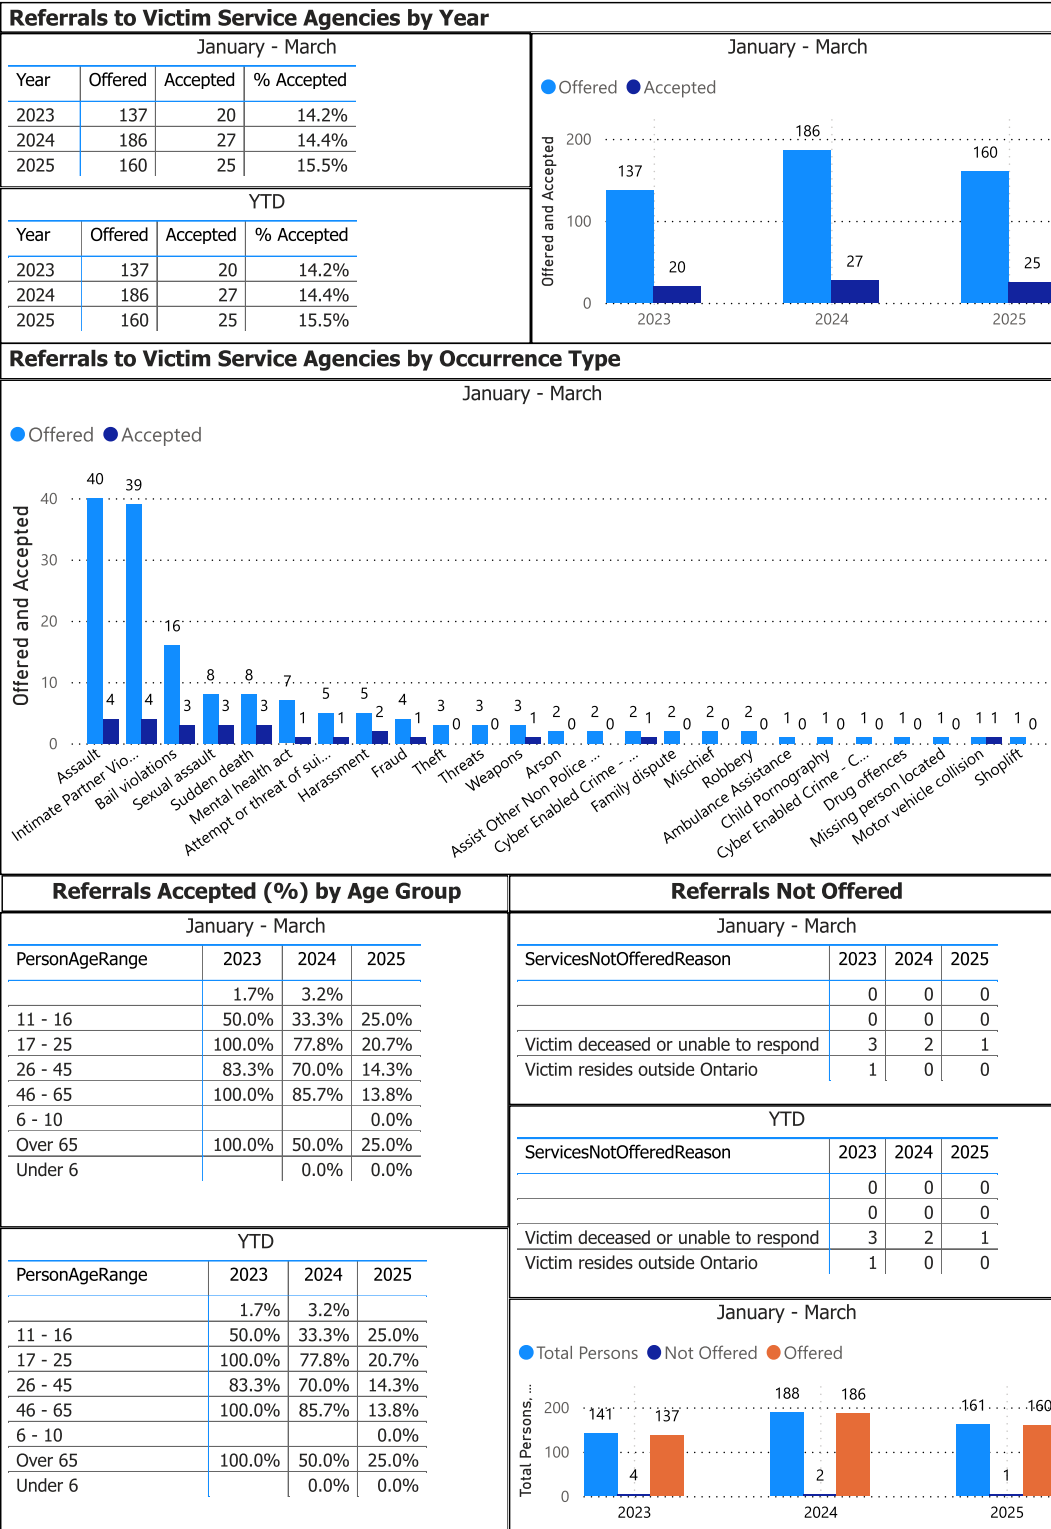 Referrals to Victim Service Agencies by Year
January - March
Year Offered Accepted % Accepted
2023 137 20 14.2%
2024 186 27 14.4%
2025 160 25 15.5%
YTD
Year Offered Accepted % Accepted
2023 137 20 14.2%
2024 186 27 14.4%
2025 160 25 15.5%
January - March
Offered Accepted
Offered and Accepted
200
100
0
137
20
186
27
160
25
2023 2024 2025
Referrals to Victim Service Agencies by Occurrence Type
January - March
Offered Accepted
Offered and Accepted
40
30
20
10
0
40 4 39 4 16 3 8 3 8 3 7 1 5 1 5 2 4 1 3 0 3 0 3 1 2 0 2 0 2 1 2 0 2 0 2 0 1 0 1 0 1 0 1 0 1 0 1 1 1 0
Assault
Intimate Partner Vio...
Bail violations
Sexual assault
Sudden death
Mental health act
Attempt or threat of sui...
Harassment
Fraud
Theft
Threats
Weapons
Arson
Assist Other Non Police ...
Cyber Enabled Crime - ...
Family dispute
Mischief
Robbery
Ambulance Assistance
Child Pornography
Cyber Enabled Crime - C...
Drug offences
Missing person located
Motor vehicle collision
Shoplift
Referrals Accepted (%) by Age Group
January - March
PersonAgeRange 2023 2024 2025
1.7% 3.2%
11 - 16 50.0% 33.3% 25.0%
17 - 25 100.0% 77.8% 20.7%
26 - 45 83.3% 70.0% 14.3%
46 - 65 100.0% 85.7% 13.8%
6 - 10 0.0%
Over 65 100.0% 50.0% 25.0%
Under 6 0.0% 0.0%
YTD
PersonAgeRange 2023 2024 2025
1.7% 3.2%
11 - 16 50.0% 33.3% 25.0%
17 - 25 100.0% 77.8% 20.7%
26 - 45 83.3% 70.0% 14.3%
46 - 65 100.0% 85.7% 13.8%
6 - 10 0.0%
Over 65 100.0% 50.0% 25.0%
Under 6 0.0% 0.0%
Referrals Not Offered
January - March
ServicesNotOfferedReason 2023 2024 2025
0 0 0
0 0 0
Victim deceased or unable to respond 3 2 1
Victim resides outside Ontario 1 0 0
YTD
ServicesNotOfferedReason 2023 2024 2025
0 0 0
0 0 0
Victim deceased or unable to respond 3 2 1
Victim resides outside Ontario 1 0 0
January - March
Total Persons Not Offered Offered
Total Persons, ...
200
100
0
141 4 137
188 2 186
161 1 160
2023 2024 2025